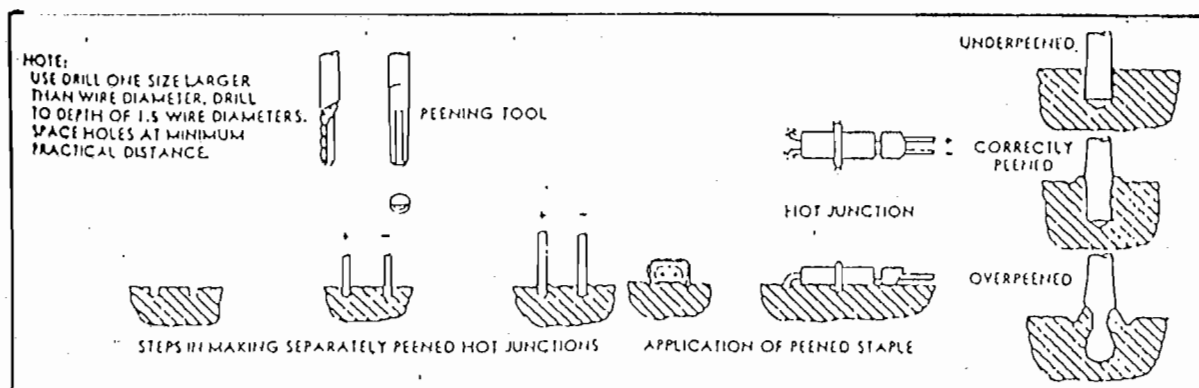 NOTE:
USE DRILL ONE SIZE LARGER
THAN WIRE DIAMETER, DRILL
TO DEPTH OF 1.5 WIRE DIAMETERS.
SPACE HOLES AT MINIMUM
PRACTICAL DISTANCE.
PEENING TOOL
UNDERPEENED
CORRECTLY
PEENED
HOT JUNCTION
OVERPEENED
+ -
+ -
+
-
STEPS IN MAKING SEPARATELY PEENED HOT JUNCTIONS
APPLICATION OF PEENED STAPLE